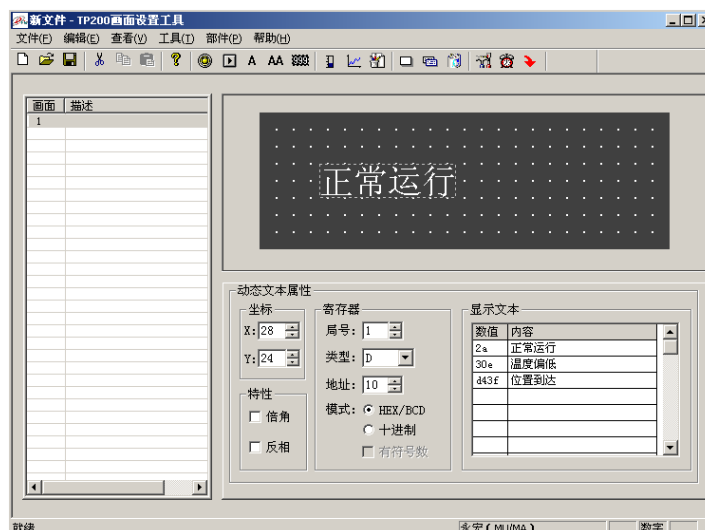 新文件 - TP200画面设置工具
文件(F) 编辑(E) 查看(V) 工具(T) 部件(P) 帮助(H)
A AA
画面 描述
1
正常运行
动态文本属性
坐标
X: 28
Y: 24
特性
倍角
反相
寄存器
局号: 1
类型: D
地址: 10
模式: HEX/BCD
十进制
有符号数
显示文本
数值 内容
2a 正常运行
30e 温度偏低
d43f 位置到达
就绪 永宏(MU/MA) 数字